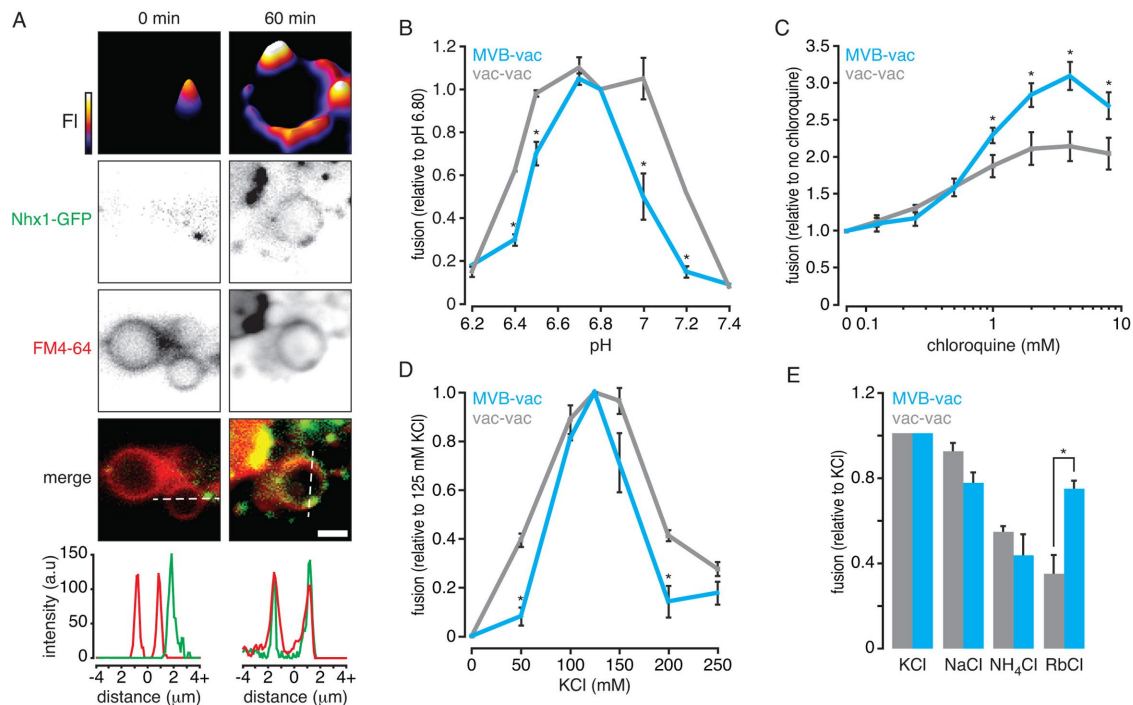 A
0 min
60 min
FI
Nhx1-GFP
FM4-64
merge
intensity (a.u)
150
100
50
0
-4 -2 0 2 4+
-4 -2 0 2 4+
distance (μm)
distance (μm)
B
MVB-vac
vac-vac
fusion (relative to pH 6.80)
1.2
1.0
0.8
0.6
0.4
0.2
0
* * * *
6.2 6.4 6.6 6.8 7 7.2 7.4
pH
C
MVB-vac
vac-vac
fusion (relative to no chloroquine)
3.5
3.0
2.5
2.0
1.5
1.0
0.5
0
* * * *
0 0.1 1 10
chloroquine (mM)
D
MVB-vac
vac-vac
fusion (relative to 125 mM KCl)
1.0
0.8
0.6
0.4
0.2
0
* *
0 50 100 150 200 250
KCl (mM)
E
MVB-vac
vac-vac
fusion (relative to KCl)
1.2
0.8
0.4
0
*
KCl NaCl NH₄Cl RbCl